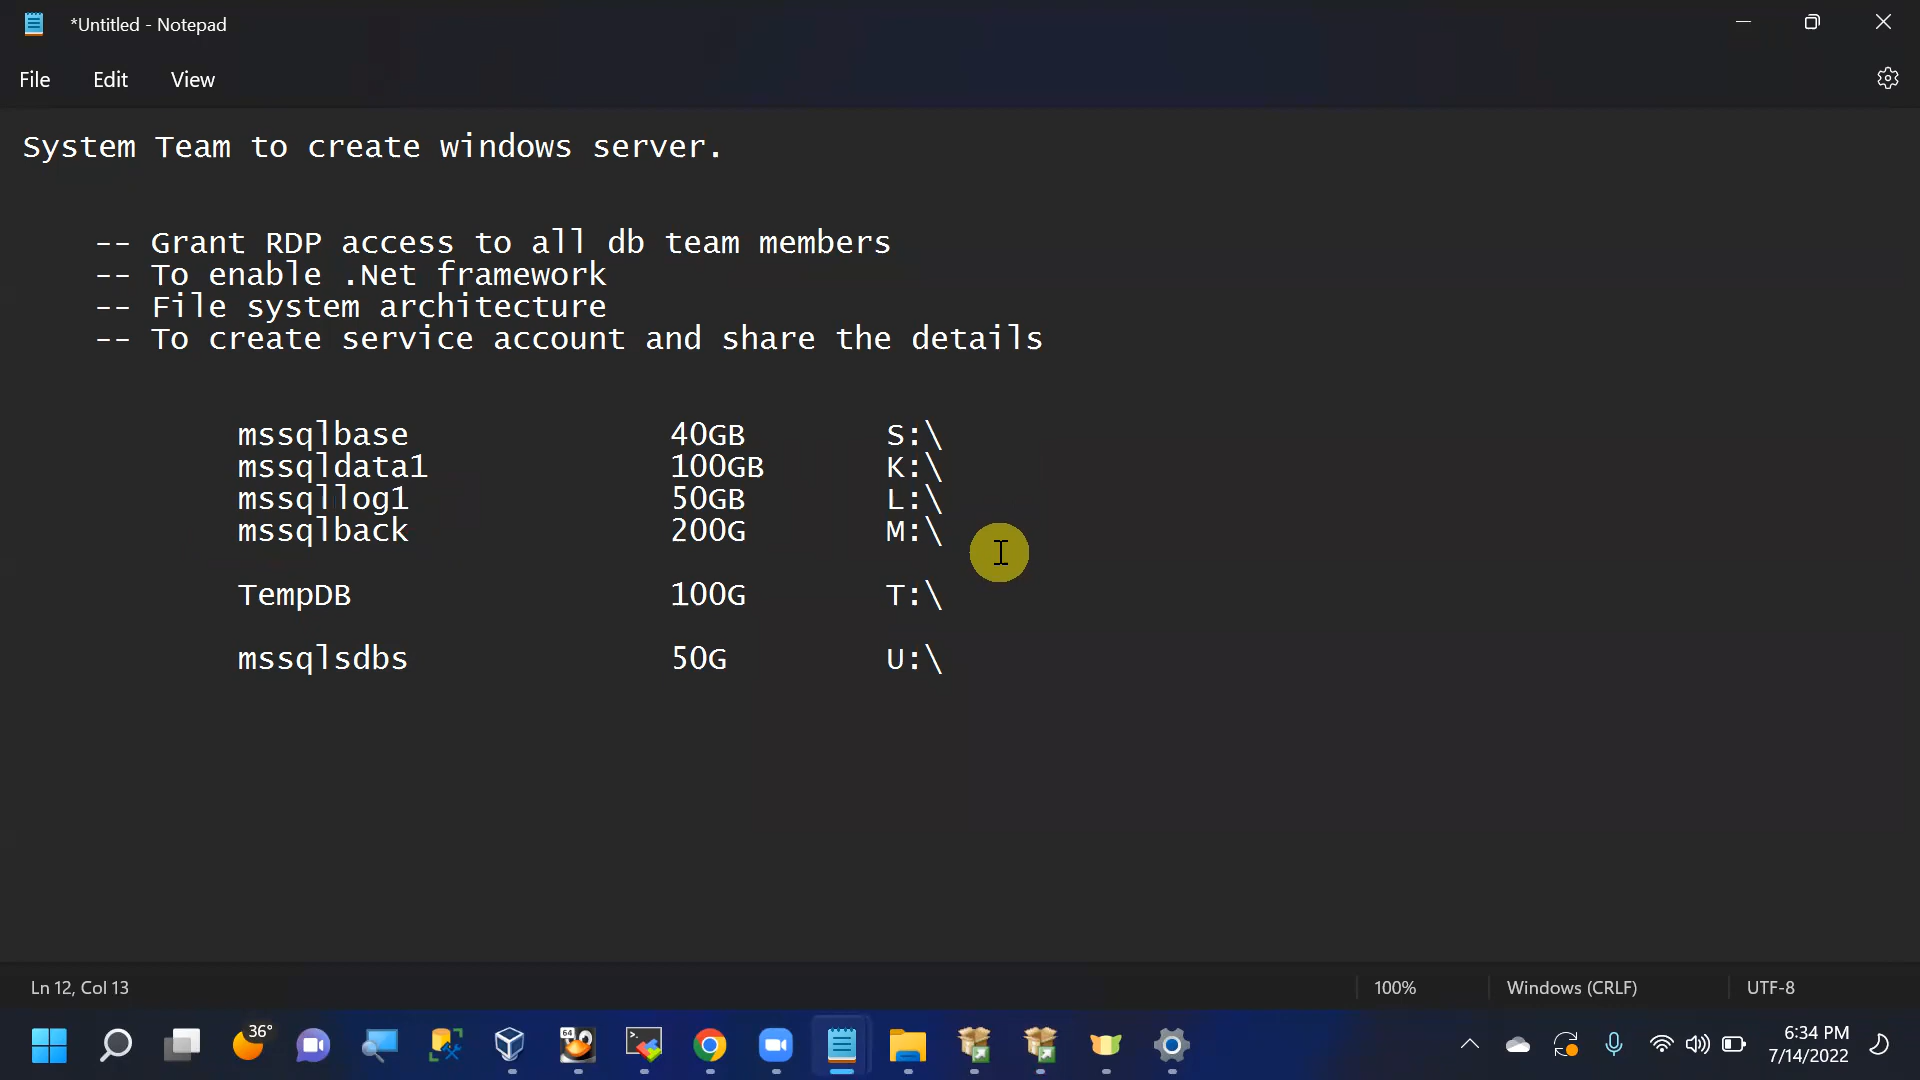 *Untitled - Notepad
File Edit View
System Team to create windows server.
-- Grant RDP access to all db team members
-- To enable .Net framework
-- File system architecture
-- To create service account and share the details
mssqlbase 40GB S:\
mssqldata1 100GB K:\
mssqllog1 50GB L:\
mssqlback 200G M:\
TempDB 100G T:\
mssqlsdbs 50G U:\
Ln 12, Col 13 100% Windows (CRLF) UTF-8
36° 64 6:34 PM
7/14/2022